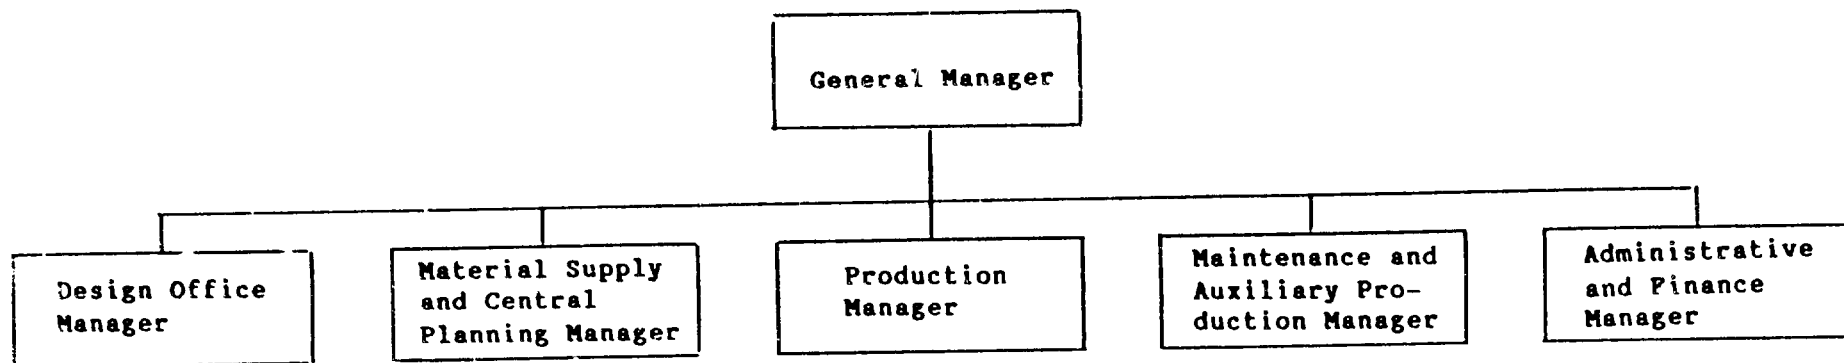 General Manager
Design Office
Manager
Material Supply
and Central
Planning Manager
Production
Manager
Maintenance and
Auxiliary Pro-
duction Manager
Administrative
and Finance
Manager